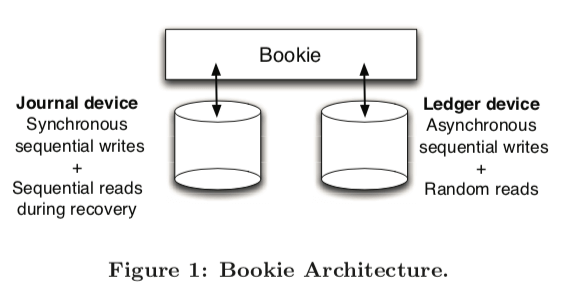 Bookie
Journal device
Synchronous
sequential writes
+
Sequential reads
during recovery
Ledger device
Asynchronous
sequential writes
+
Random reads
Figure 1: Bookie Architecture.